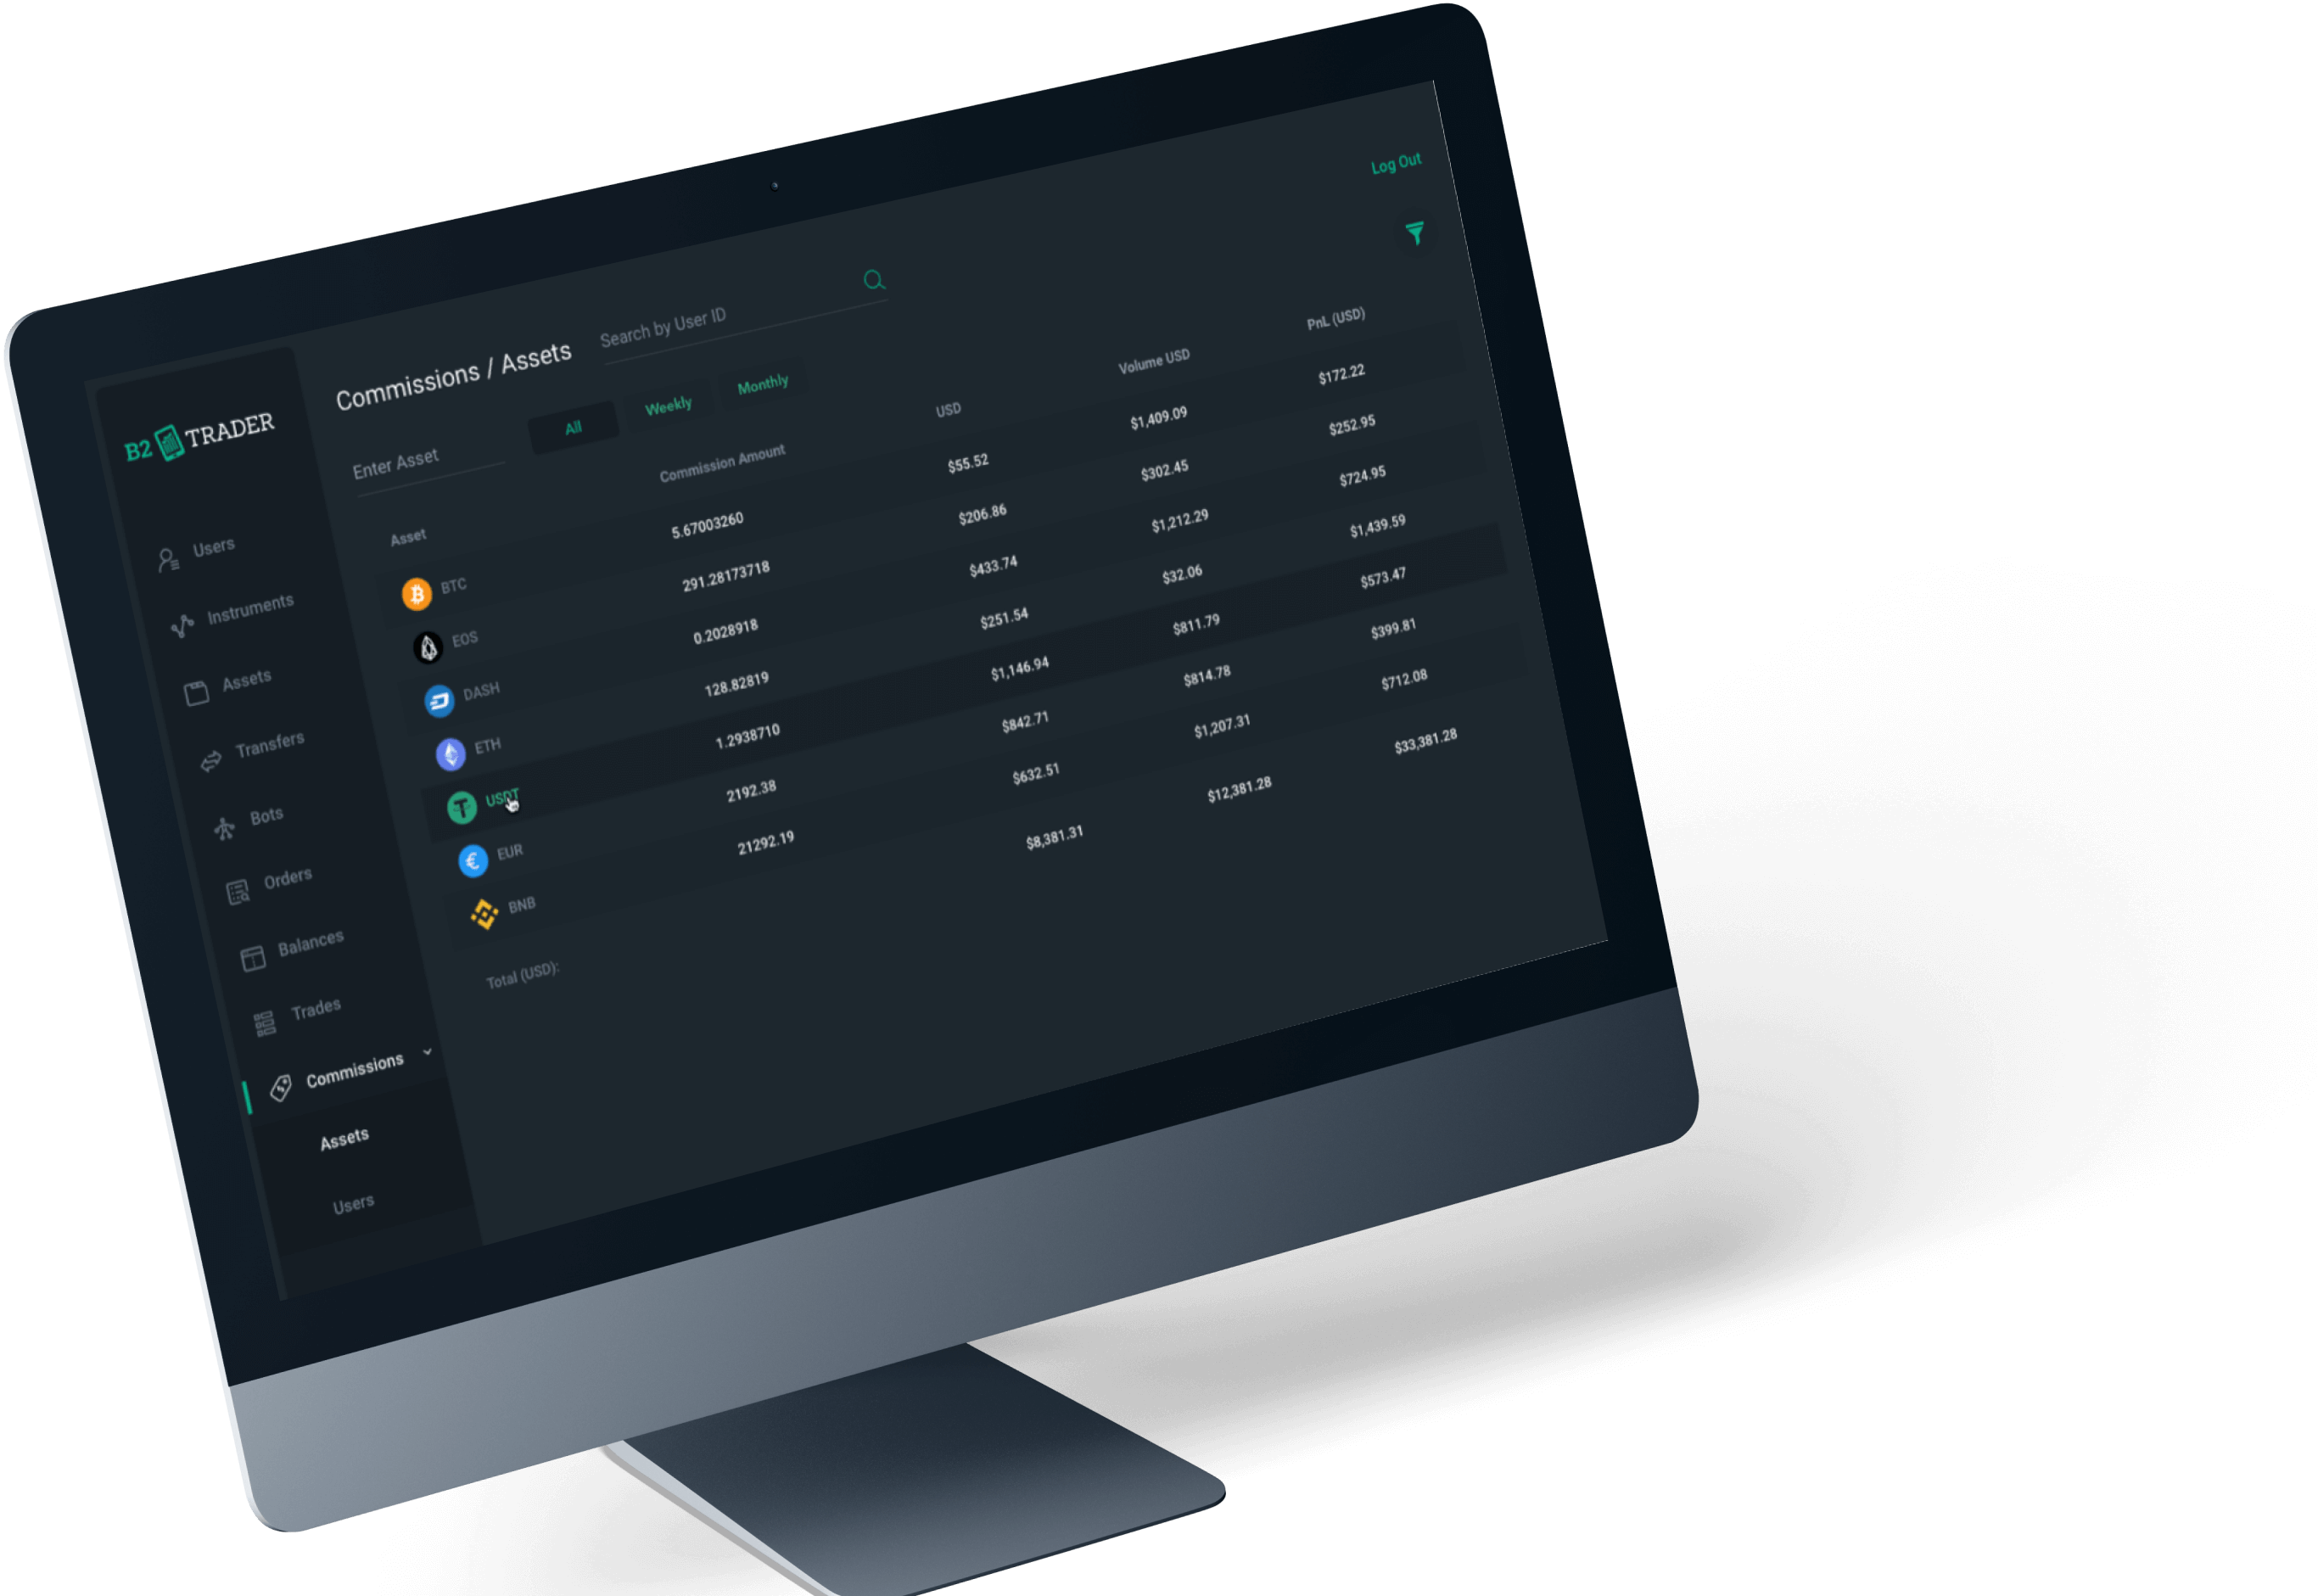 B2 TRADER
Users
Instruments
Assets
Transfers
Bots
Orders
Balances
Trades
Commissions
Assets
Users
Commissions / Assets
Search by User ID
Log Out
Enter Asset
All
Weekly
Monthly
Asset Commission Amount USD Volume USD PnL (USD)
BTC 5.67003260 $55.52 $1,409.09 $172.22
EOS 291.28173718 $206.86 $302.45 $252.95
DASH 0.2028918 $433.74 $1,212.29 $724.95
ETH 128.82819 $251.54 $32.06 $1,439.59
USDT 1.2938710 $1,146.94 $811.79 $573.47
EUR 2192.38 $842.71 $814.78 $399.81
BNB 21292.19 $632.51 $1,207.31 $712.08
Total (USD): $8,381.31 $12,381.28 $33,381.28